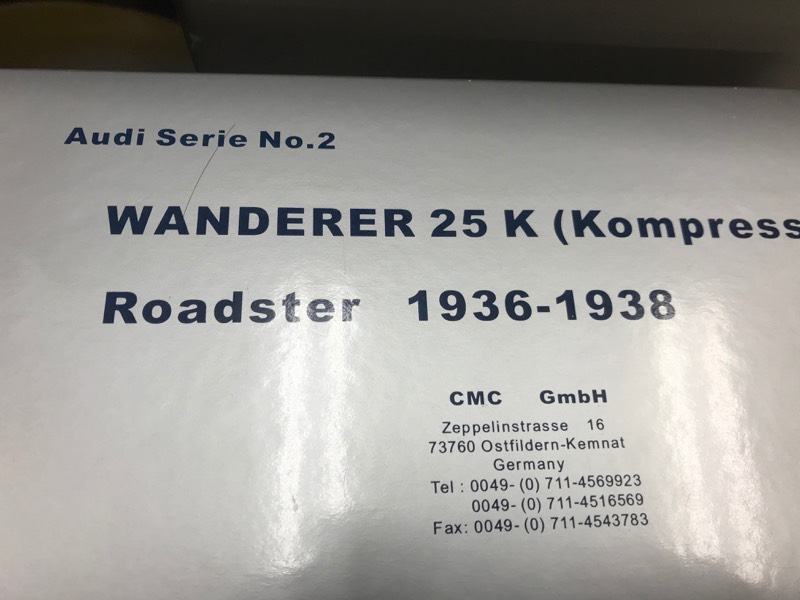 Audi Serie No.2
WANDERER 25 K (Kompress
Roadster 1936-1938
CMC GmbH
Zeppelinstrasse 16
73760 Ostfildern-Kemnat
Germany
Tel : 0049- (0) 711-4569923
0049- (0) 711-4516569
Fax: 0049- (0) 711-4543783